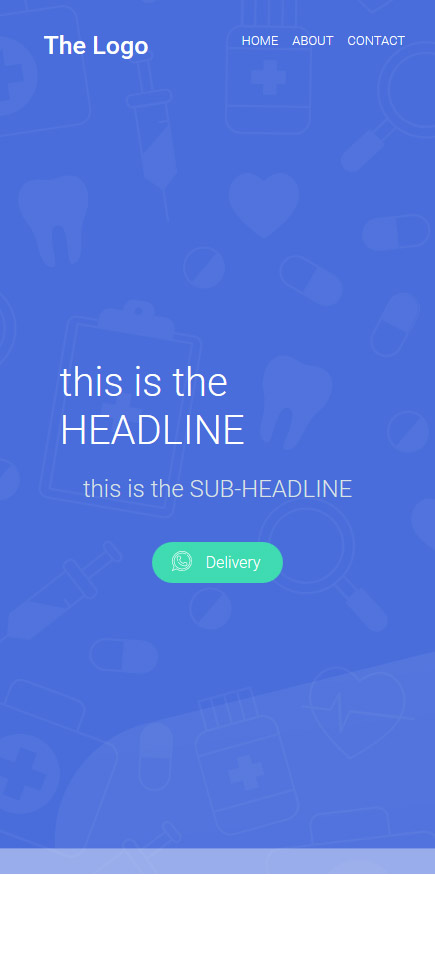 The Logo
HOME ABOUT CONTACT
this is the
HEADLINE
this is the SUB-HEADLINE
Delivery